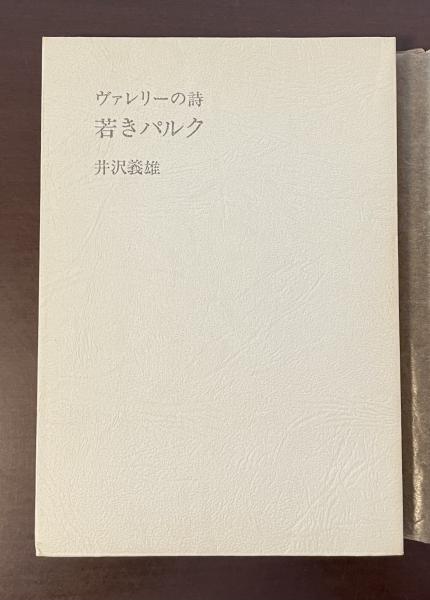 ヴァレリーの詩
若きパルク
井沢義雄